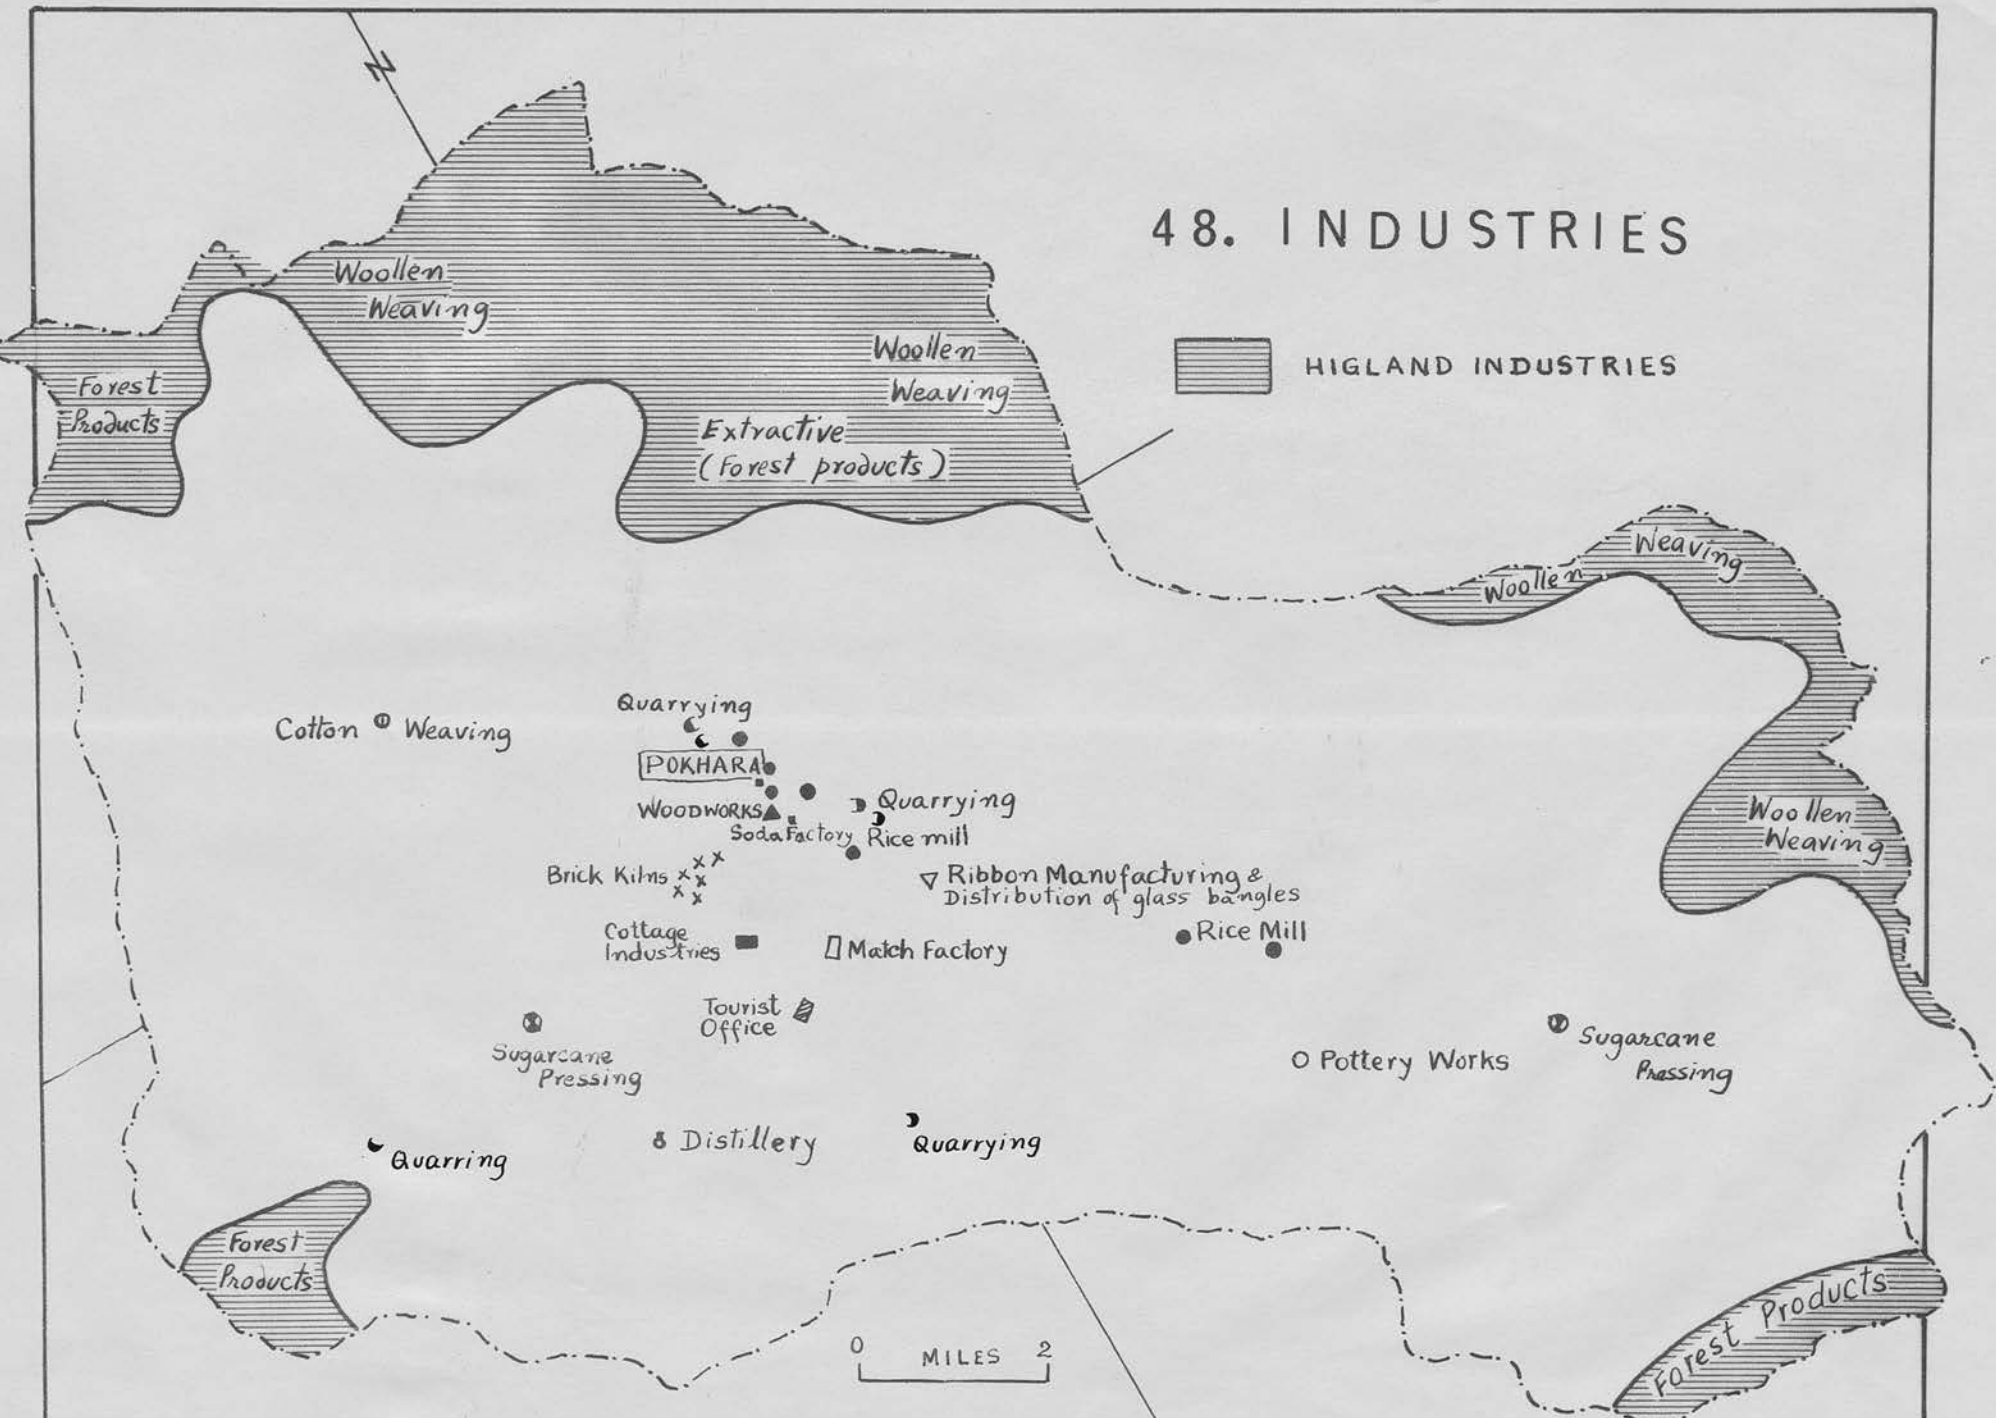 N
48. INDUSTRIES
Woollen
Weaving
Woollen
Weaving
HIGLAND INDUSTRIES
Forest
Products
Extractive
(Forest products)
Woollen Weaving
Quarrying
Cotton Weaving
POKHARA
Quarrying
WOODWORKS
Soda Factory
Rice mill
Woollen
Weaving
Brick Kilns
Ribbon Manufacturing &
Distribution of glass bangles
Cottage
Industries
Match Factory
Rice Mill
Tourist
Office
Sugarcane
Pressing
Pottery Works
Sugarcane
Pressing
Quarring
Distillery
Quarrying
Forest
Products
Forest Products
0 MILES 2